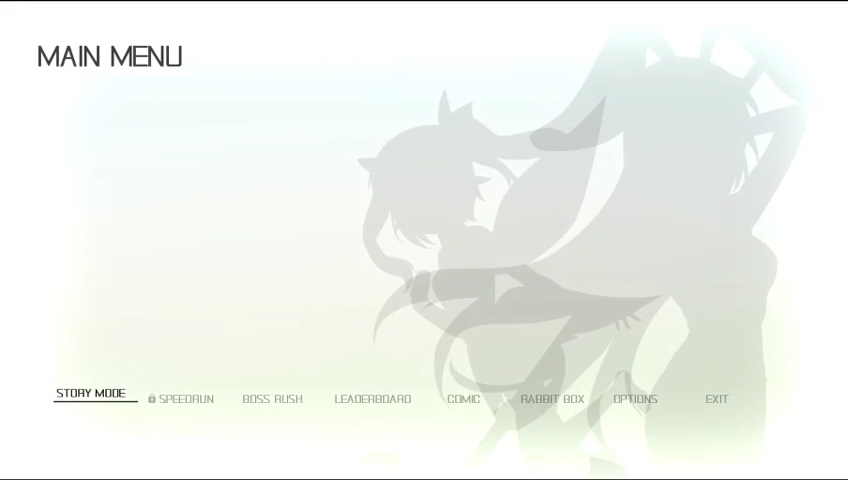 MAIN MENU
STORY MODE SPEEDRUN BOSS RUSH LEADERBOARD COMIC RABBIT BOX OPTIONS EXIT